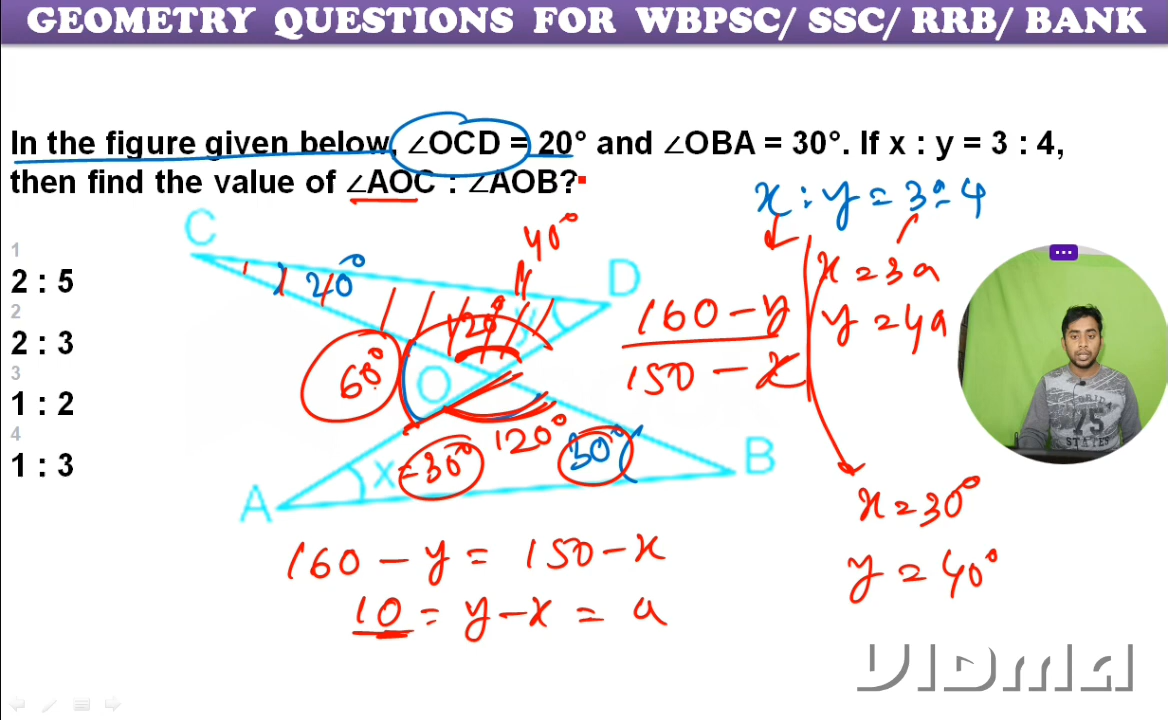 GEOMETRY QUESTIONS FOR WBPSC/ SSC/ RRB/ BANK
In the figure given below, ∠OCD = 20° and ∠OBA = 30°. If x : y = 3 : 4,
then find the value of ∠AOC : ∠AOB?
x : y = 3 : 4
1
2 : 5
2
2 : 3
3
1 : 2
4
1 : 3
C
20°
40°
D
120°
y
60°
O
120°
30°
B
A
x = 30°
160 - y
150 - x
x = 3a
y = 4a
75
STATES
x = 30°
y = 40°
160 - y = 150 - x
10 = y - x = a
VIDMA